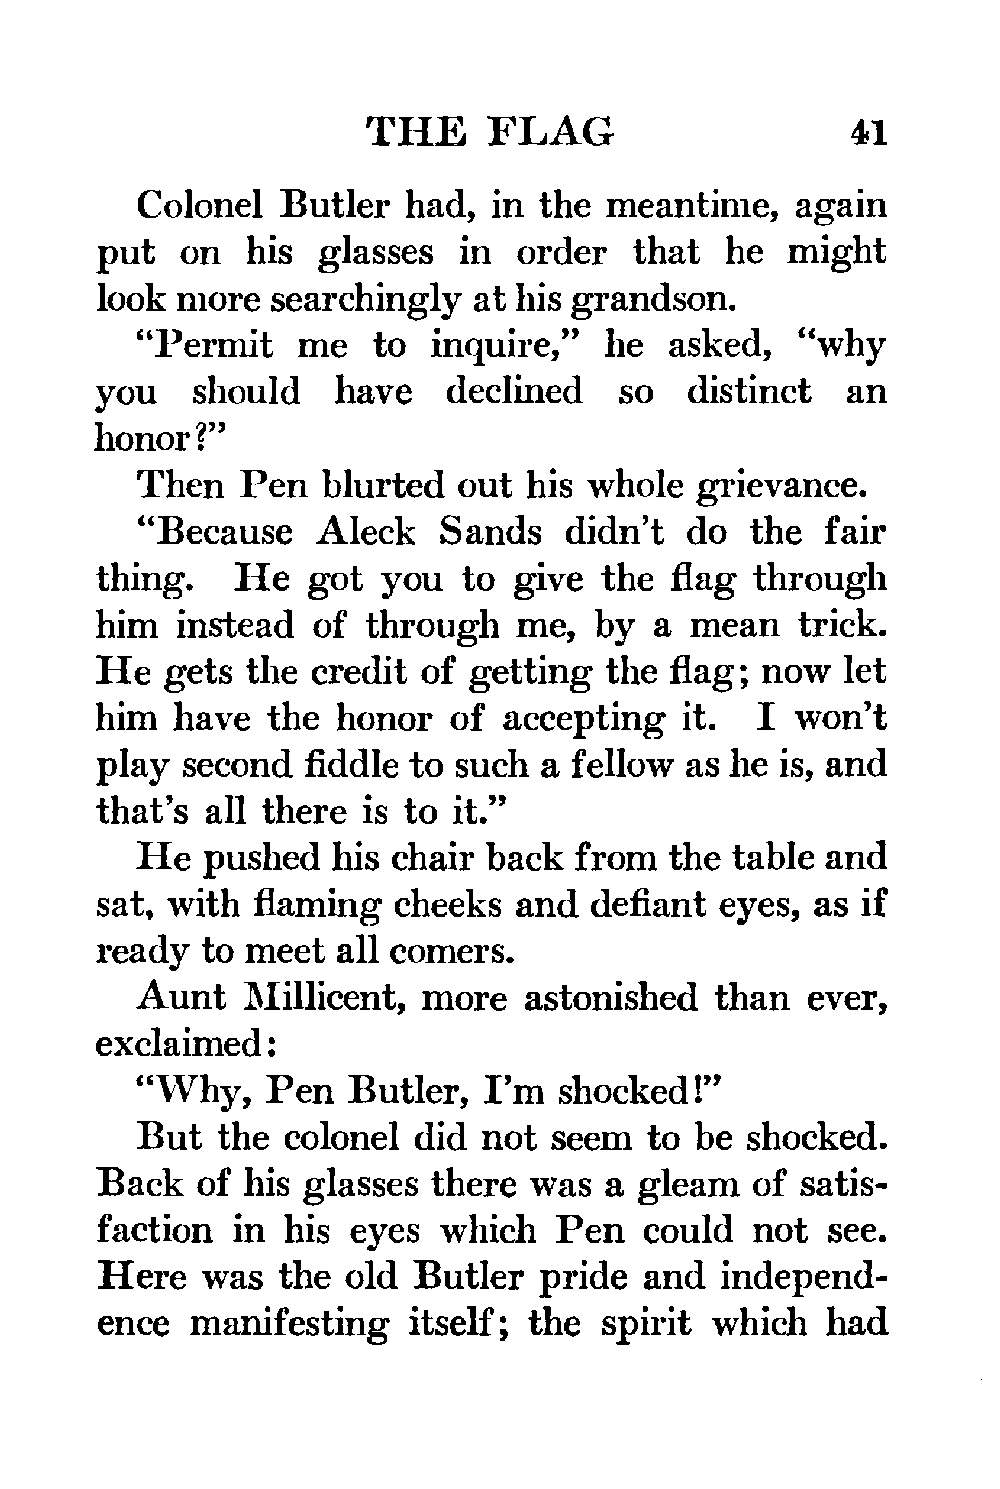 THE FLAG 41
Colonel Butler had, in the meantime, again
put on his glasses in order that he might
look more searchingly at his grandson.
“Permit me to inquire,” he asked, “why
you should have declined so distinct an
honor?”
Then Pen blurted out his whole grievance.
“Because Aleck Sands didn’t do the fair
thing. He got you to give the flag through
him instead of through me, by a mean trick.
He gets the credit of getting the flag; now let
him have the honor of accepting it. I won’t
play second fiddle to such a fellow as he is, and
that’s all there is to it.”
He pushed his chair back from the table and
sat, with flaming cheeks and defiant eyes, as if
ready to meet all comers.
Aunt Millicent, more astonished than ever,
exclaimed:
“Why, Pen Butler, I’m shocked!”
But the colonel did not seem to be shocked.
Back of his glasses there was a gleam of satis-
faction in his eyes which Pen could not see.
Here was the old Butler pride and independ-
ence manifesting itself; the spirit which had